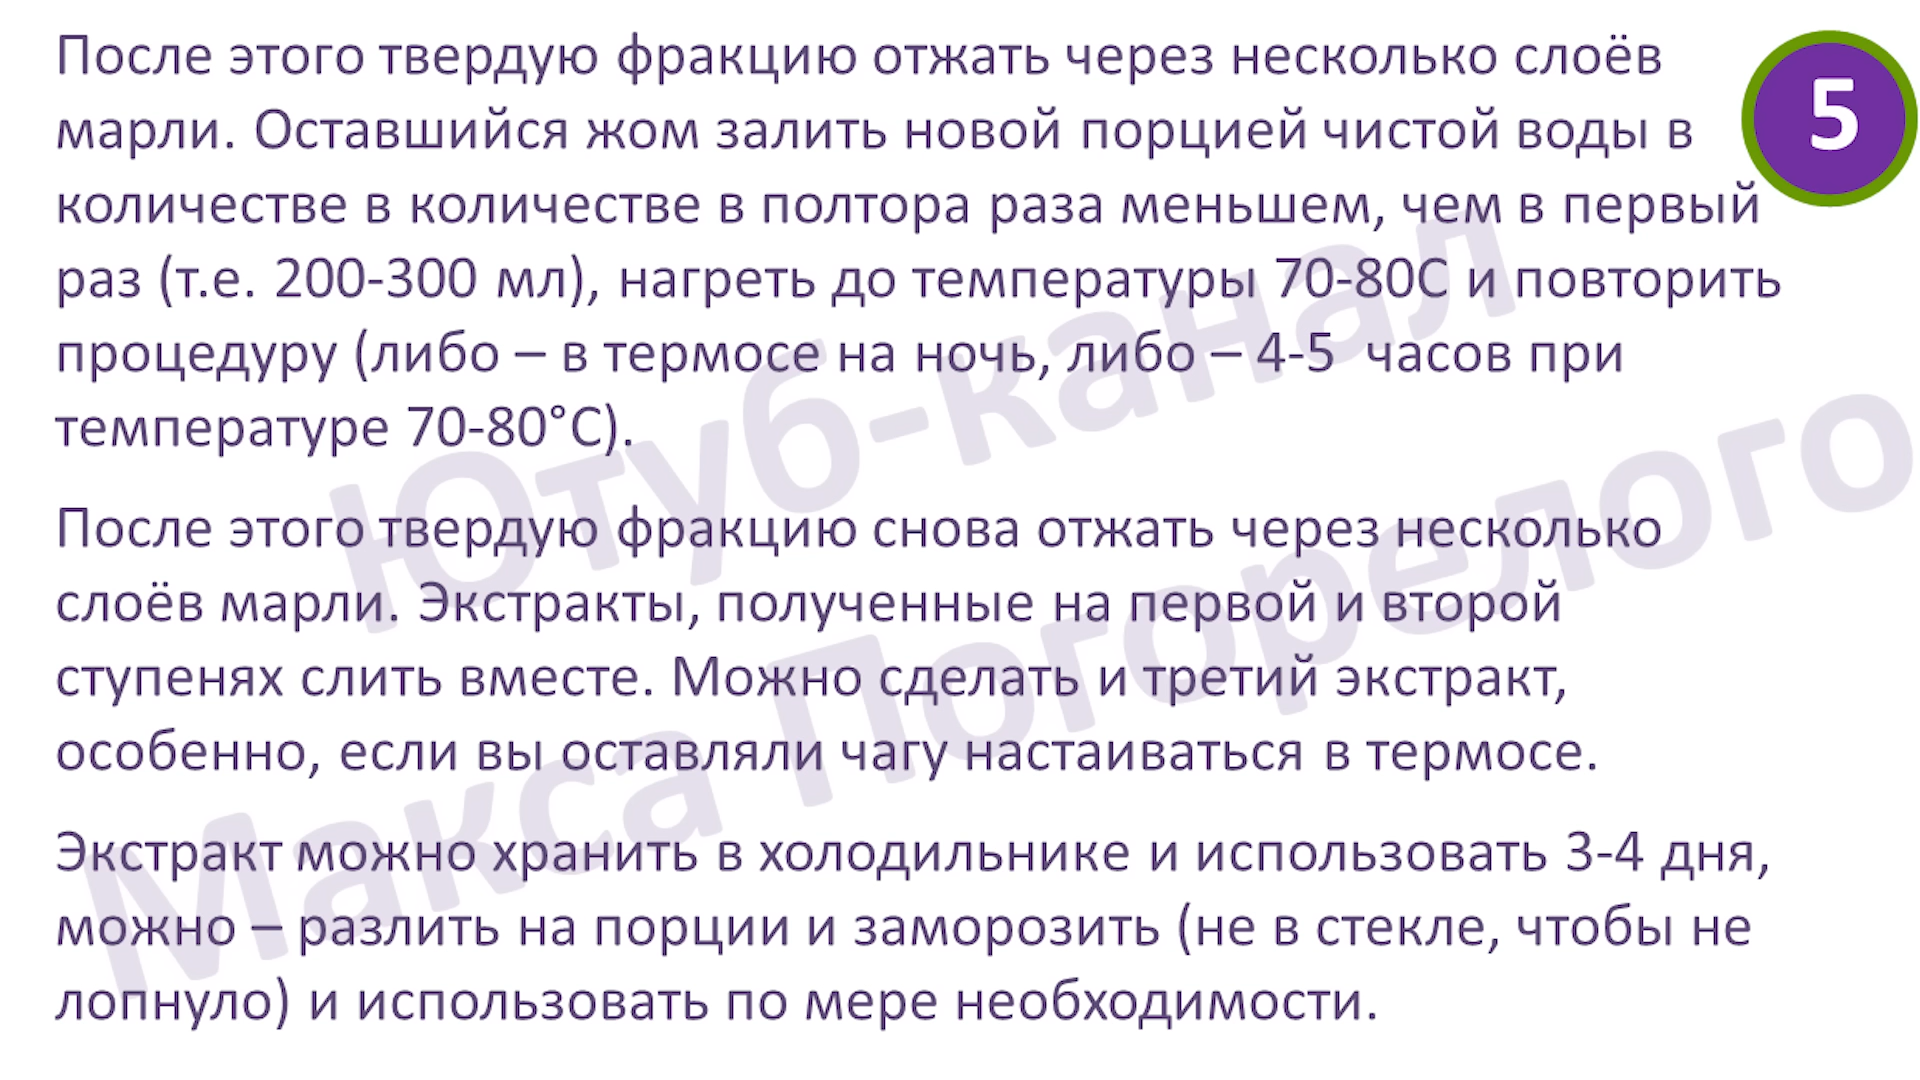 После этого твердую фракцию отжать через несколько слоёв
марли. Оставшийся жом залить новой порцией чистой воды в
количестве в количестве в полтора раза меньшем, чем в первый
раз (т.е. 200-300 мл), нагреть до температуры 70-80С и повторить
процедуру (либо – в термосе на ночь, либо – 4-5  часов при
температуре 70-80°С).
После этого твердую фракцию снова отжать через несколько
слоёв марли. Экстракты, полученные на первой и второй
ступенях слить вместе. Можно сделать и третий экстракт,
особенно, если вы оставляли чагу настаиваться в термосе.
Экстракт можно хранить в холодильнике и использовать 3-4 дня,
можно – разлить на порции и заморозить (не в стекле, чтобы не
лопнуло) и использовать по мере необходимости.
5
Ютуб-канал
Макса Погорелого